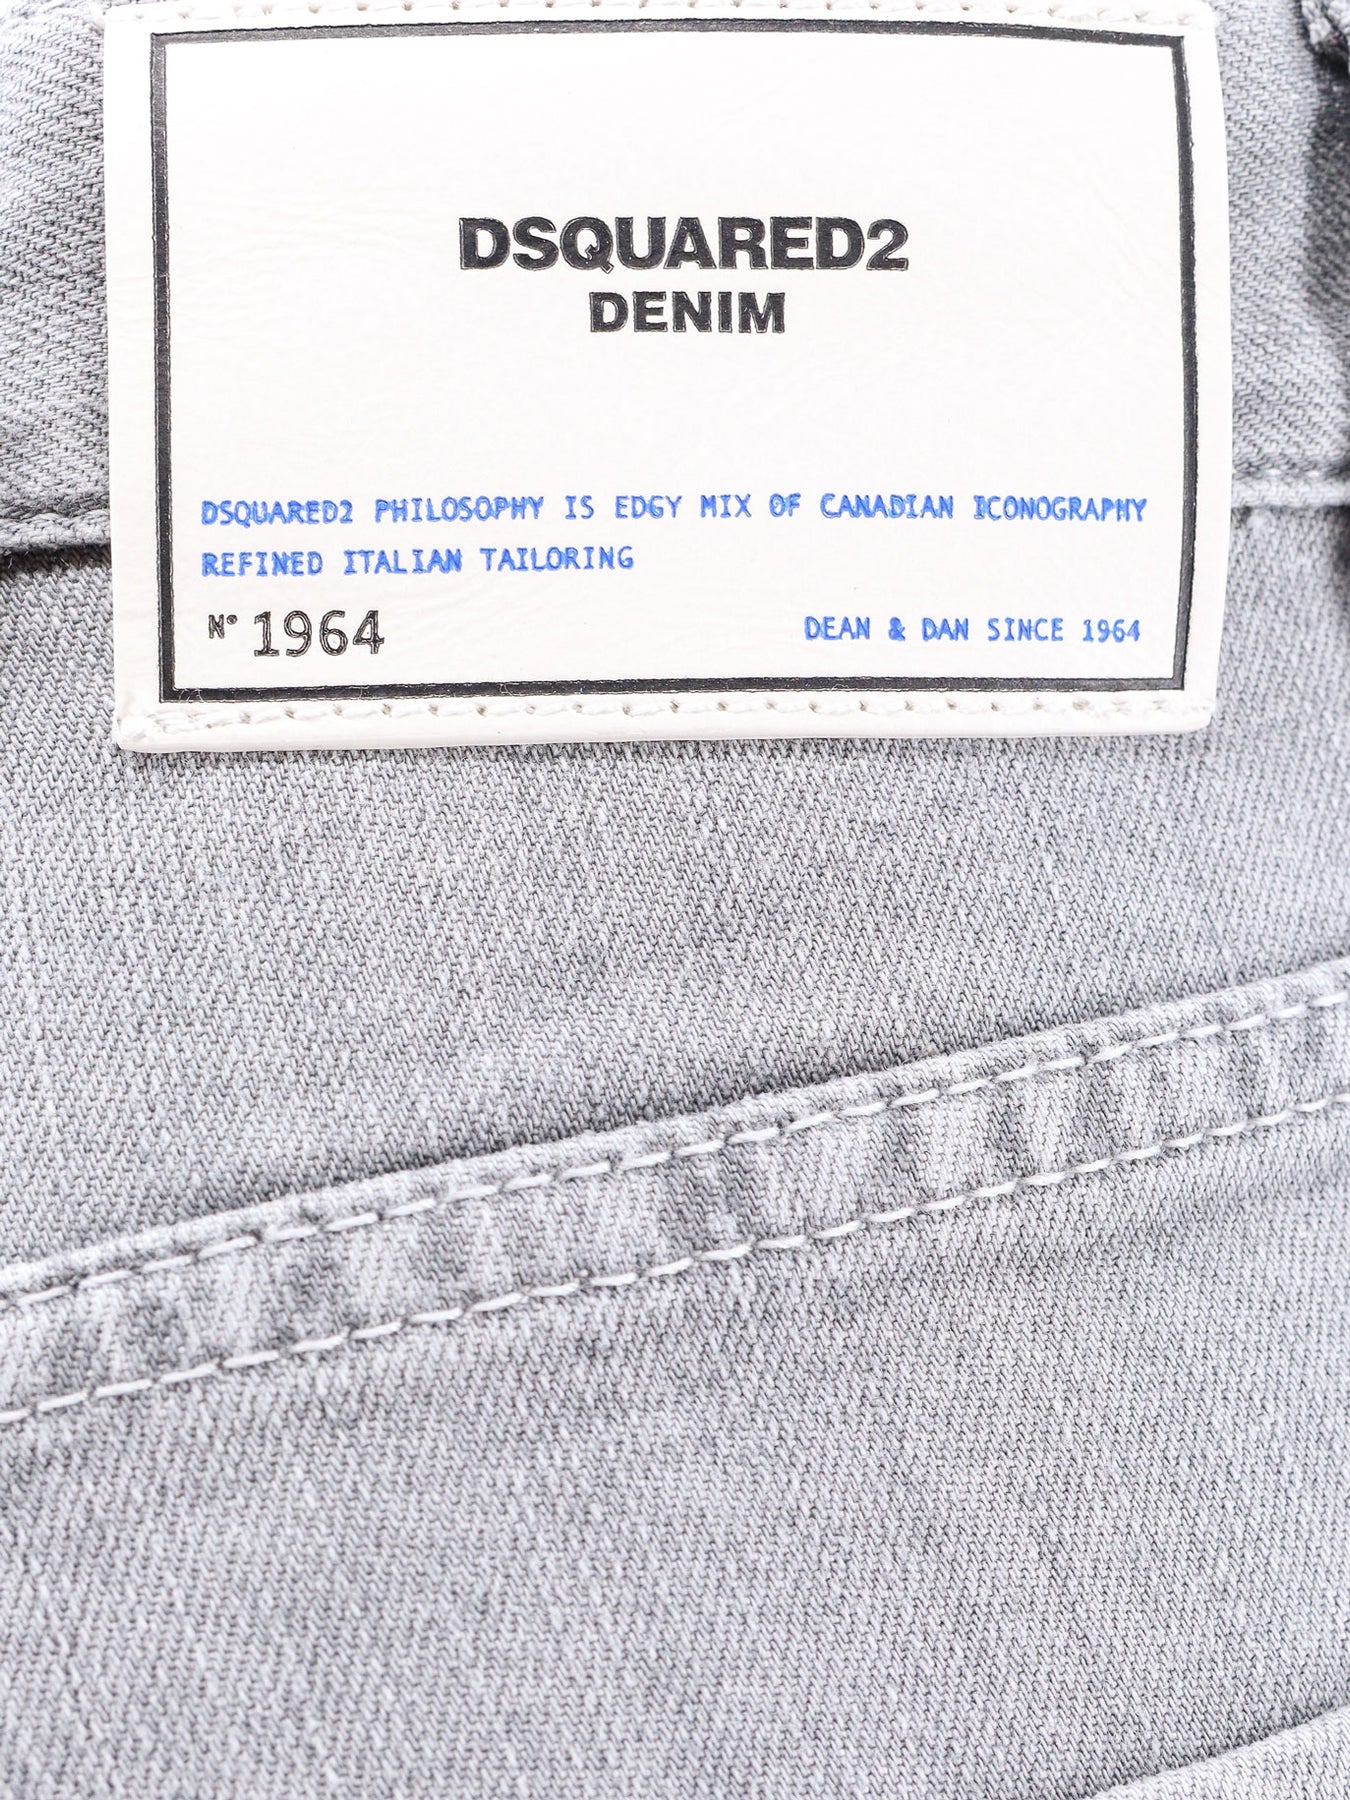 DSQUARED2
DENIM
DSQUARED2 PHILOSOPHY IS EDGY MIX OF CANADIAN ICONOGRAPHY
REFINED ITALIAN TAILORING
N° 1964
DEAN & DAN SINCE 1964